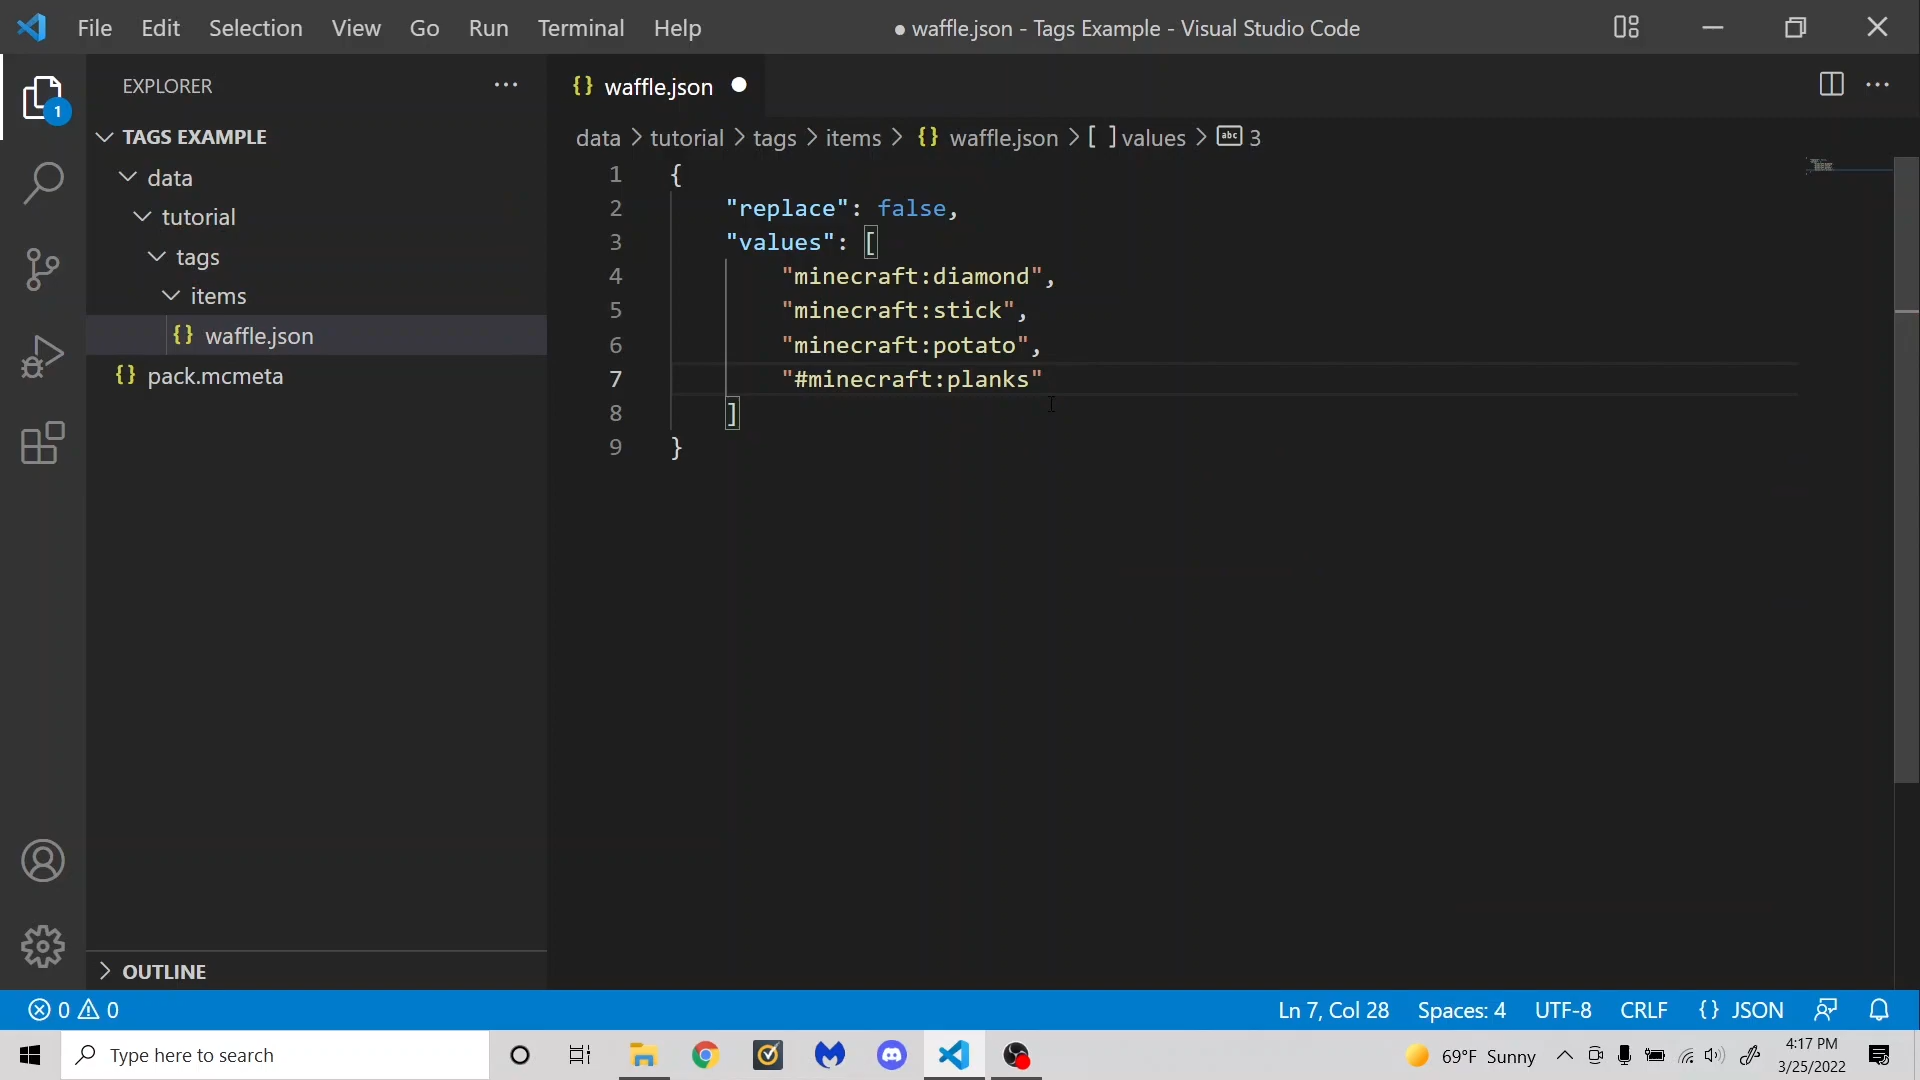 File Edit Selection View Go Run Terminal Help
● waffle.json - Tags Example - Visual Studio Code
EXPLORER
waffle.json
1
TAGS EXAMPLE
data
tutorial
tags
items
waffle.json
pack.mcmeta
OUTLINE
data > tutorial > tags > items > {} waffle.json > [ ] values > abc 3
1 {
2 "replace": false,
3 "values": [
4 "minecraft:diamond",
5 "minecraft:stick",
6 "minecraft:potato",
7 "#minecraft:planks"
8 ]
9 }
0 0
Ln 7, Col 28 Spaces: 4 UTF-8 CRLF {} JSON
Type here to search
69°F Sunny
4:17 PM
3/25/2022